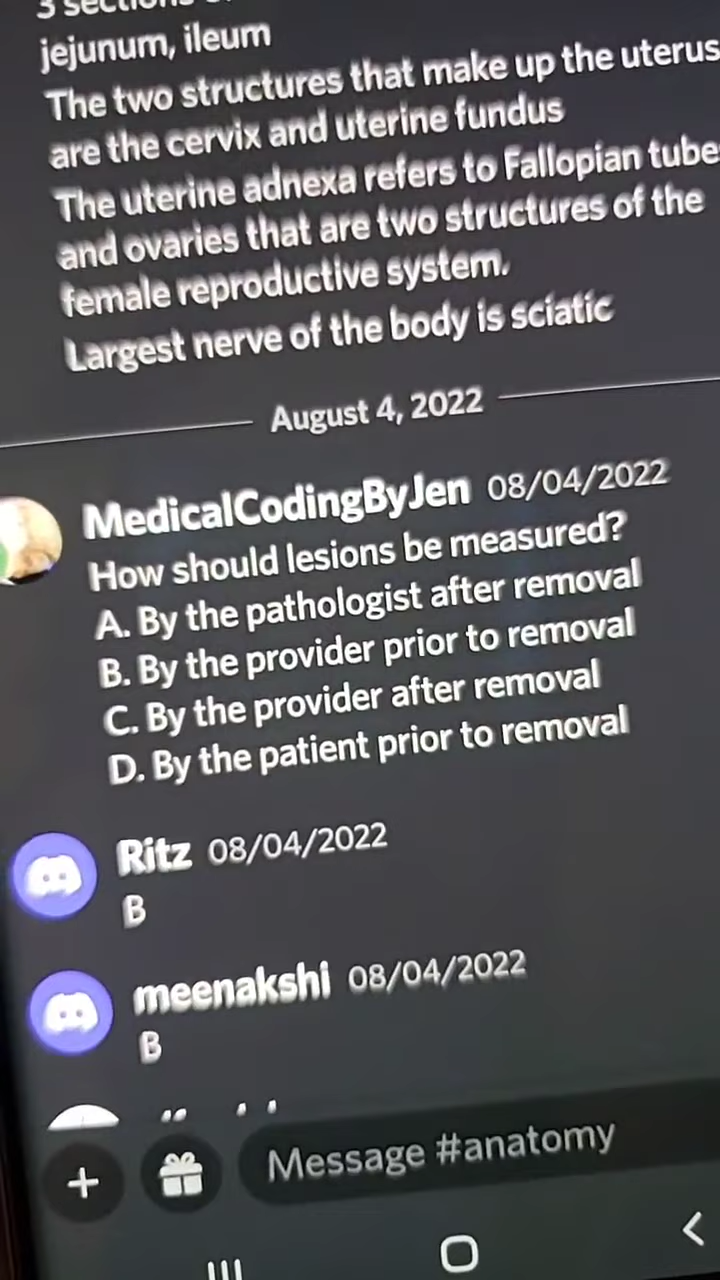 3 sections
jejunum, ileum
The two structures that make up the uterus
are the cervix and uterine fundus
The uterine adnexa refers to Fallopian tube
and ovaries that are two structures of the
female reproductive system.
Largest nerve of the body is sciatic
August 4, 2022
MedicalCodingByJen 08/04/2022
How should lesions be measured?
A. By the pathologist after removal
B. By the provider prior to removal
C. By the provider after removal
D. By the patient prior to removal
Ritz 08/04/2022
B
meenakshi 08/04/2022
B
Message #anatomy